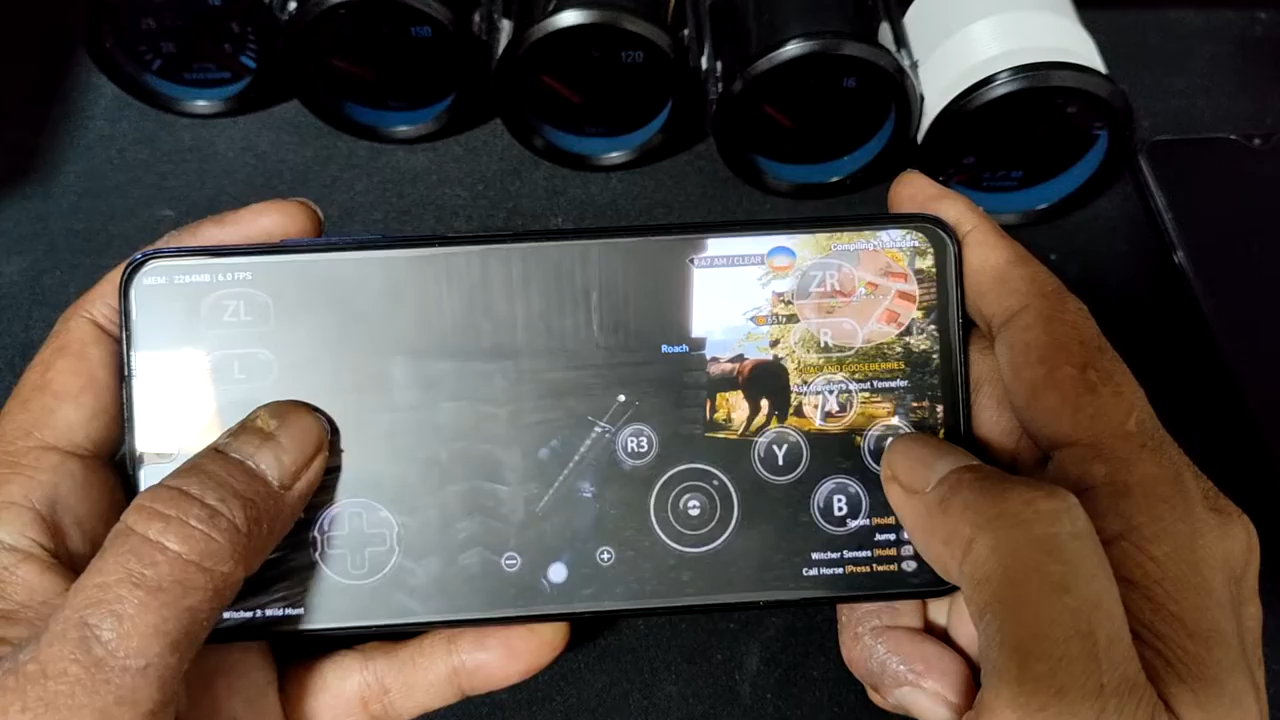 150
120
16
MEM: 2284MB | 6.0 FPS
Compiling 1 shaders
9:47 AM / CLEAR
ZL
ZR
L
R
Roach
LILAC AND GOOSEBERRIES
Ask travelers about Yennefer.
X
R3
Y
B
Sprint [Hold]
Jump
Witcher Senses [Hold]
Call Horse [Press Twice]
Witcher 3: Wild Hunt